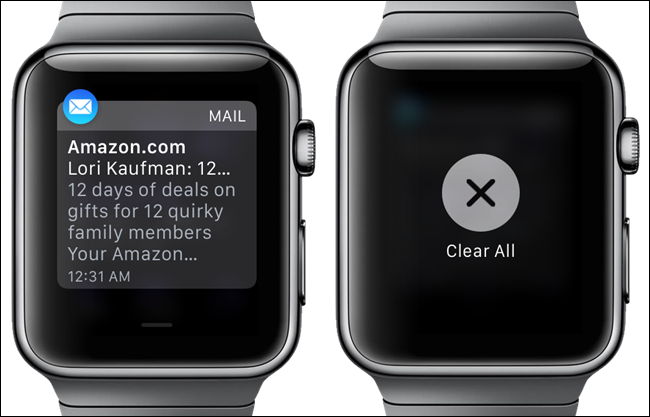 MAIL
Amazon.com
Lori Kaufman: 12...
12 days of deals on
gifts for 12 quirky
family members
Your Amazon...
12:31 AM
Clear All